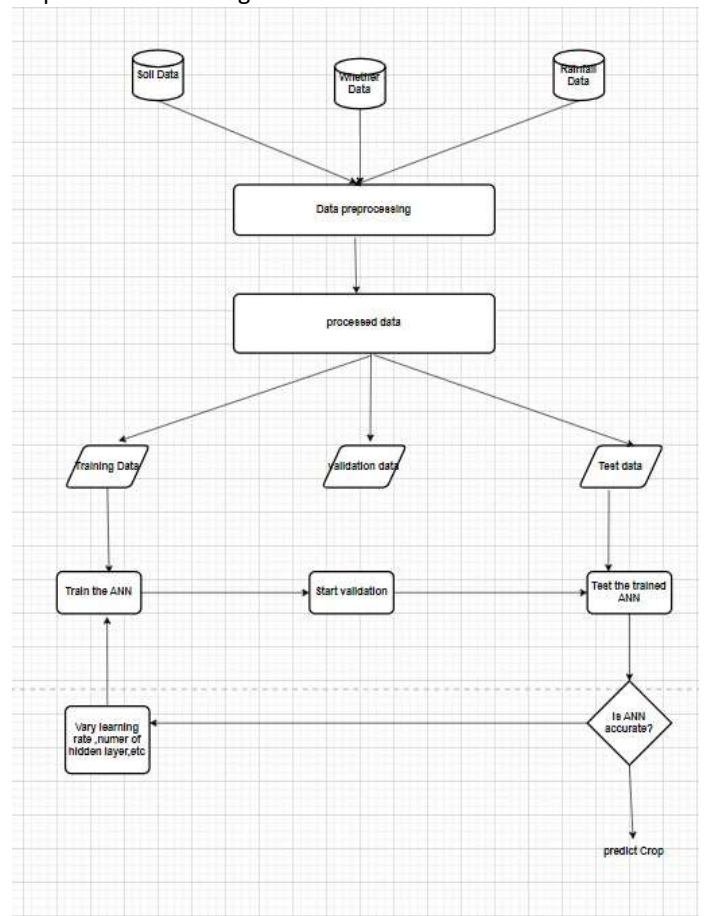 Soil Data
Whether
Data
Rainfall
Data
Data preprocessing
processed data
Training Data
validation data
Test data
Train the ANN
Start validation
Test the trained
ANN
Vary learning
rate ,numer of
hidden layer,etc
Is ANN
accurate?
predict Crop